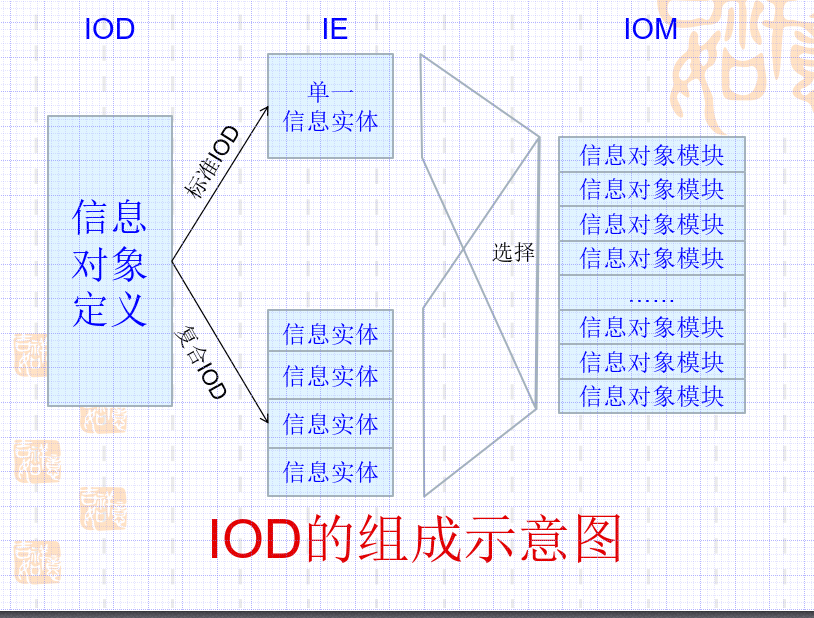 IOD
IE
IOM
信息
对象
定义
标准IOD
复合IOD
单一
信息实体
信息实体
信息实体
信息实体
信息实体
选择
信息对象模块
信息对象模块
信息对象模块
信息对象模块
……
信息对象模块
信息对象模块
信息对象模块
IOD的组成示意图